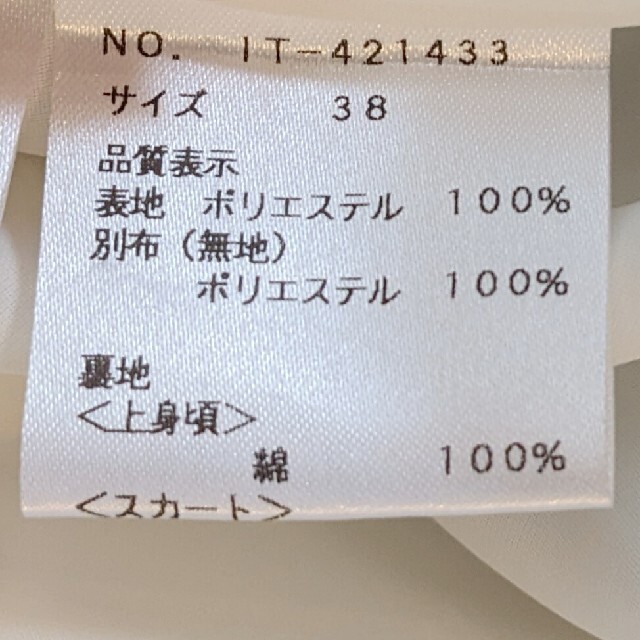 NO. IT-421433
サイズ 38
品質表示
表地 ポリエステル 100%
別布(無地)
ポリエステル 100%
裏地
<上身頃>
綿 100%
<スカート>